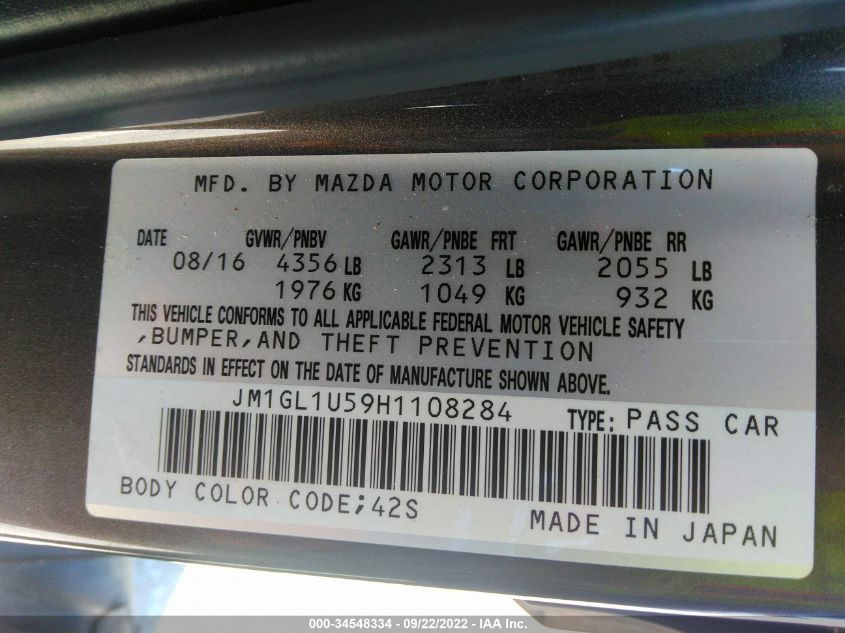 MFD. BY MAZDA MOTOR CORPORATION
DATE GVWR/PNBV GAWR/PNBE FRT GAWR/PNBE RR
08/16 4356 LB 2313 LB 2055 LB
1976 KG 1049 KG 932 KG
THIS VEHICLE CONFORMS TO ALL APPLICABLE FEDERAL MOTOR VEHICLE SAFETY
,BUMPER,AND THEFT PREVENTION
STANDARDS IN EFFECT ON THE DATE OF MANUFACTURE SHOWN ABOVE.
JM1GL1U59H1108284 TYPE: PASS CAR
BODY COLOR CODE;42S MADE IN JAPAN
000-34548334 - 09/22/2022 - IAA Inc.